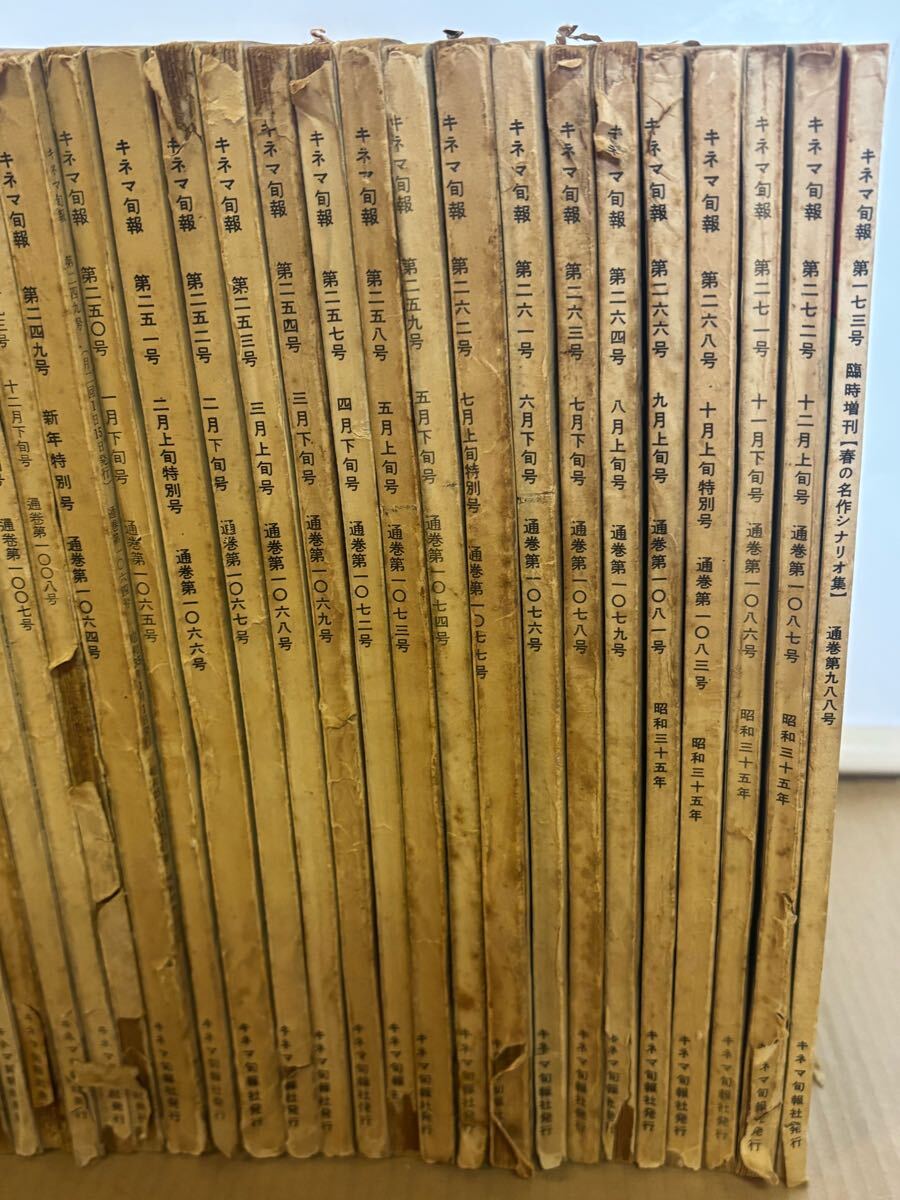 キネマ旬報 第一七三号 臨時増刊【春の名作シナリオ集】 通巻第九八八号 キネマ旬報社発行
キネマ旬報 第二七二号 十二月上旬号 通巻第一〇八七号 昭和三十五年 キネマ旬報社発行
キネマ旬報 第二七一号 十一月下旬号 通巻第一〇八六号 昭和三十五年
キネマ旬報 第二六八号 十月上旬特別号 通巻第一〇八三号 昭和三十五年 キネマ旬報社発行
キネマ旬報 第二六六号 九月上旬号 通巻第一〇八一号 昭和三十五年 キネマ旬報社発行
キネマ旬報 第二六四号 八月上旬号 通巻第一〇七九号 キネマ旬報社発行
キネマ旬報 第二六三号 七月下旬号 通巻第一〇七八号 キネマ旬報社発行
キネマ旬報 第二六一号 六月下旬号 通巻第一〇七六号 キネマ旬報社発行
キネマ旬報 第二六二号 七月上旬特別号 通巻第一〇七七号
キネマ旬報 第二五九号 五月下旬号 通巻第一〇七四号 キネマ旬報社発行
キネマ旬報 第二五八号 五月上旬号 通巻第一〇七三号 キネマ旬報社発行
キネマ旬報 第二五七号 四月下旬号 通巻第一〇七二号 キネマ旬報社発行
キネマ旬報 第二五四号 三月下旬号 通巻第一〇六九号 キネマ旬報社発行
キネマ旬報 第二五三号 三月上旬号 通巻第一〇六八号 キネマ旬報社発行
キネマ旬報 第二五二号 二月下旬号 通巻第一〇六七号 キネマ旬報社発行
キネマ旬報 第二五一号 二月上旬特別号 通巻第一〇六六号 キネマ旬報社発行
キネマ旬報 第二五〇号 一月下旬号 通巻第一〇六五号
キネマ旬報 第二四九号 新年特別号 通巻第一〇六四号
十二月下旬号 通巻第一〇〇八号
通巻第一〇〇七号